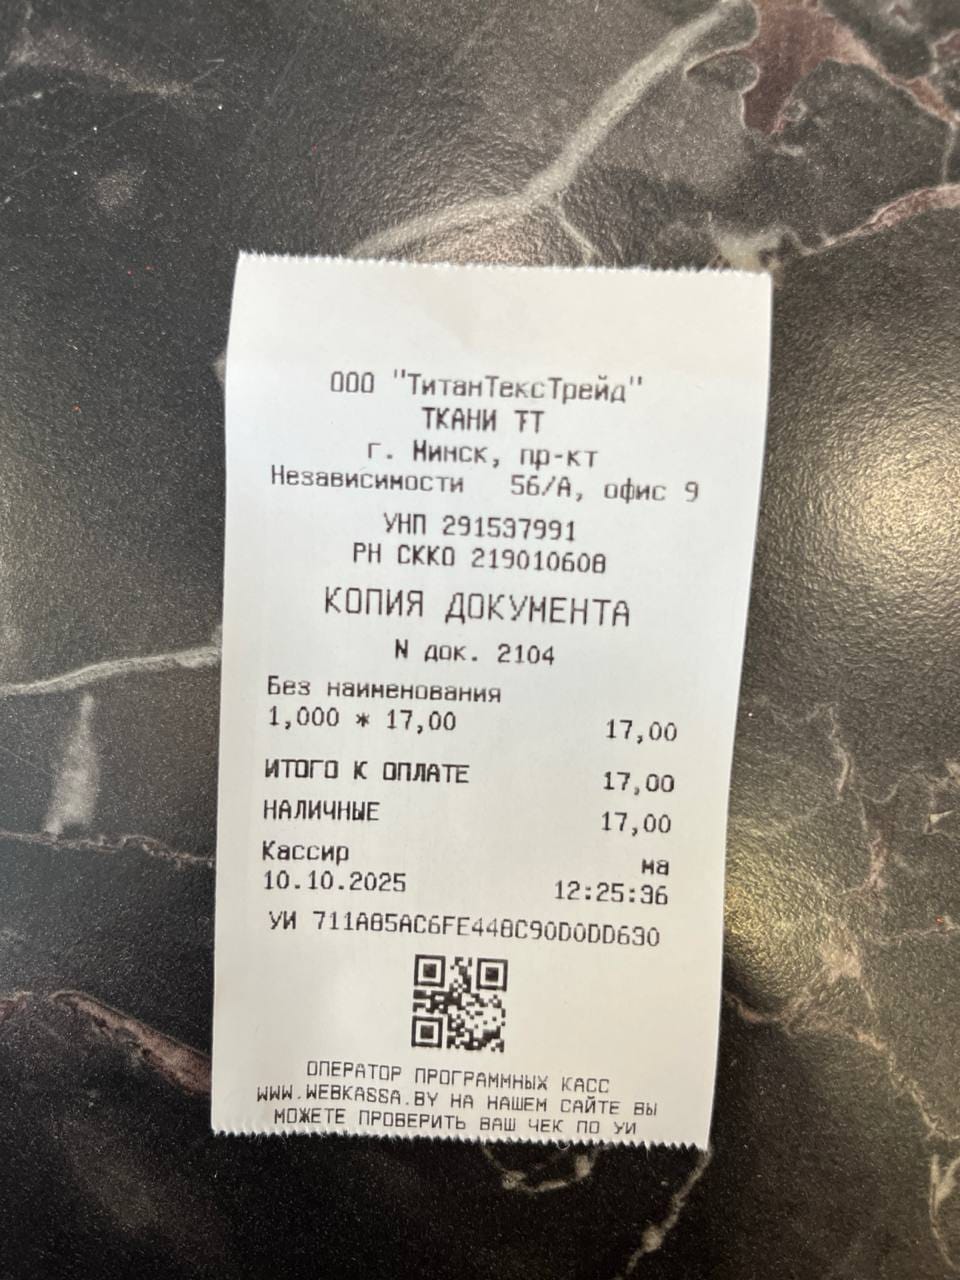 ООО "ТитанТексТрейд"
ТКАНИ ТТ
г. Минск, пр-кт
Независимости 56/А, офис 9
УНП 291537991
РН СККО 219010608
КОПИЯ ДОКУМЕНТА
N док. 2104
Без наименования
1,000 * 17,00 17,00
ИТОГО К ОПЛАТЕ 17,00
НАЛИЧНЫЕ 17,00
Кассир ма
10.10.2025 12:25:36
УИ 711A85AC6FE448C90D0DD630
ОПЕРАТОР ПРОГРАММНЫХ КАСС
WWW.WEBKASSA.BY НА НАШЕМ САЙТЕ ВЫ
МОЖЕТЕ ПРОВЕРИТЬ ВАШ ЧЕК ПО УИ